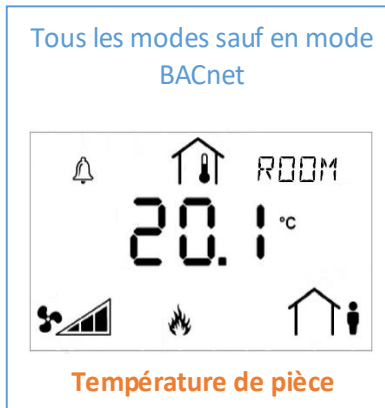 Tous les modes sauf en mode
BACnet
ROOM
20.1 °C
Température de pièce